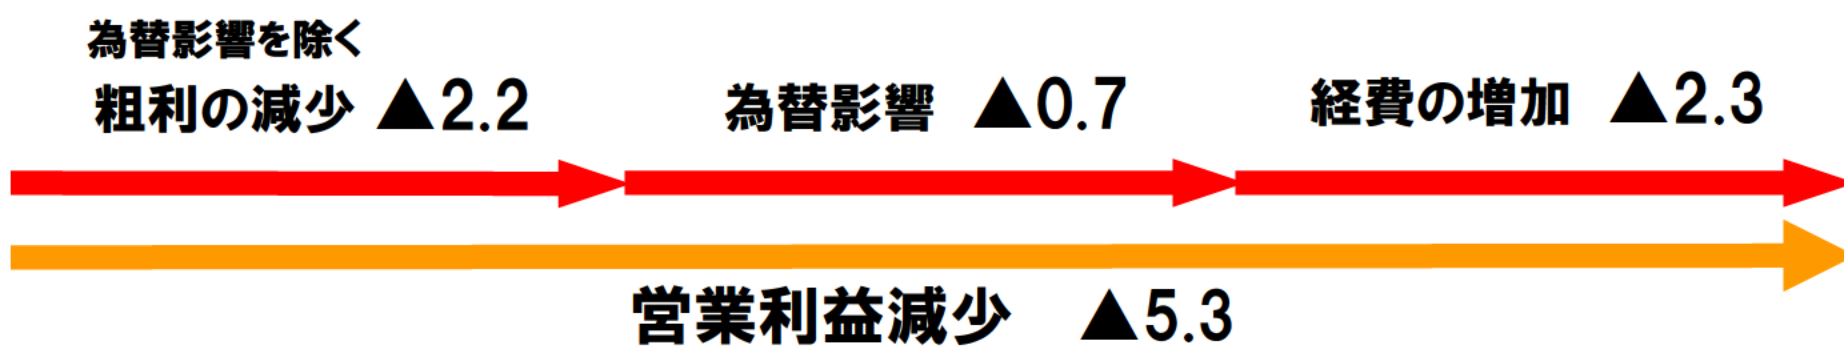 為替影響を除く
粗利の減少 ▲2.2
為替影響 ▲0.7
経費の増加 ▲2.3
営業利益減少 ▲5.3